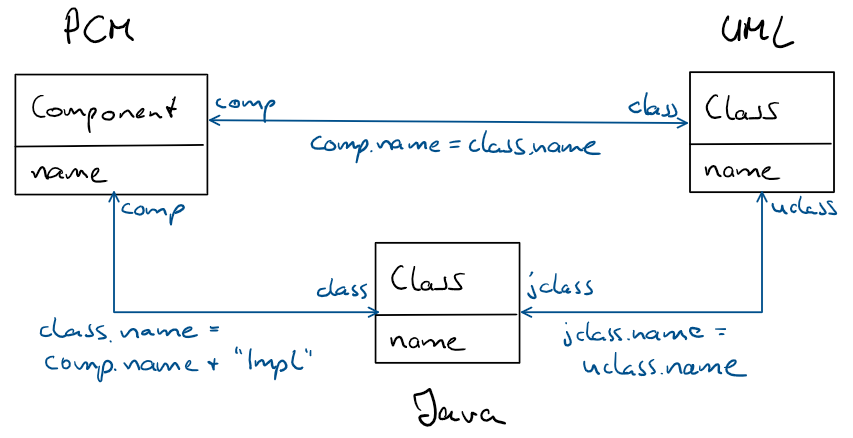 PCM
UML
Component
name
comp
class
comp.name = class.name
Class
name
comp
uclass
class
Class
name
jclass
class.name =
comp.name + "Impl"
jclass.name =
uclass.name
Java